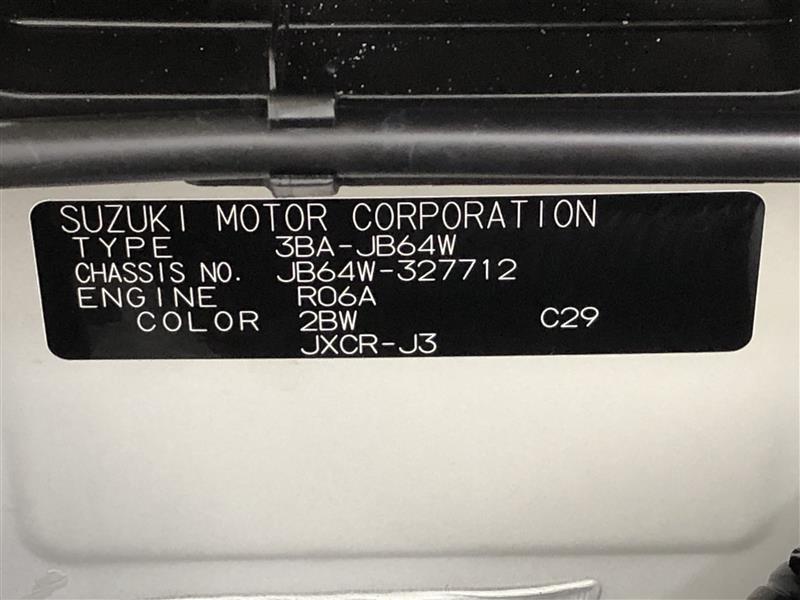 SUZUKI MOTOR CORPORATION
TYPE 3BA-JB64W
CHASSIS NO. JB64W-327712
ENGINE R06A
COLOR 2BW C29
JXCR-J3